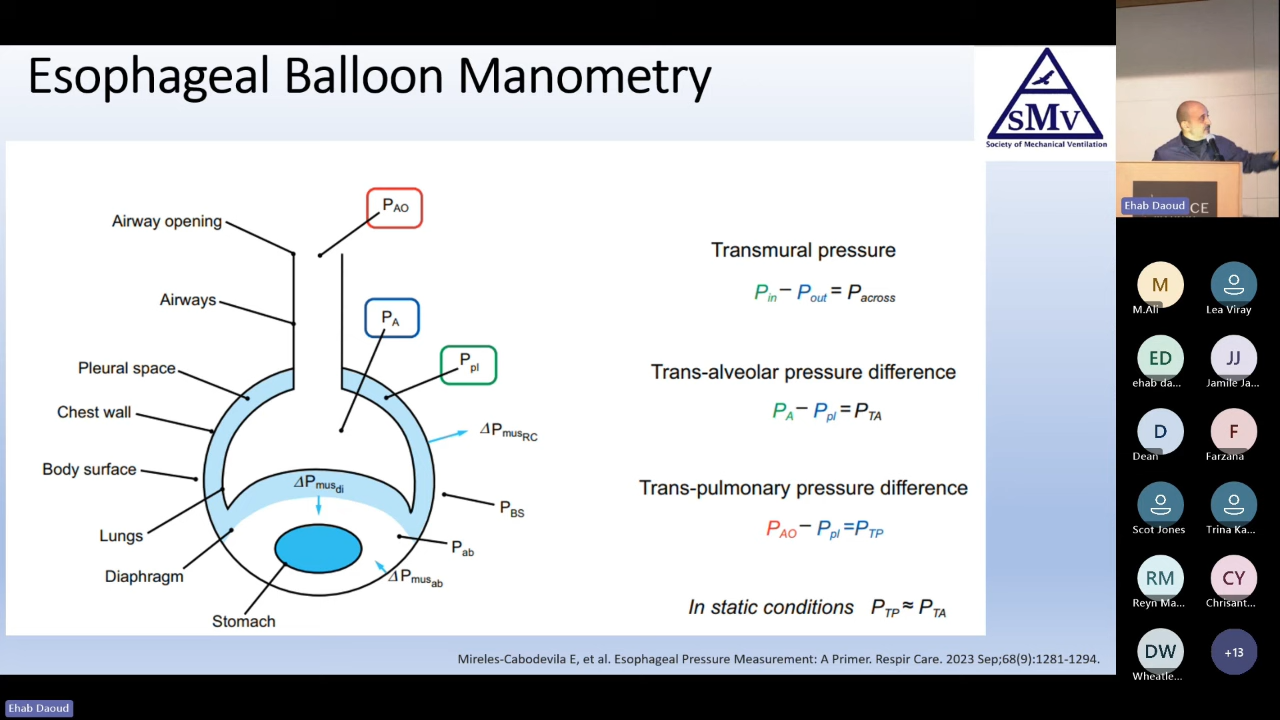 Esophageal Balloon Manometry
SMV
Society of Mechanical Ventilation
P_AO
Airway opening
Airways
P_A
Pleural space
P_pl
Chest wall
ΔP_mus_RC
Body surface
ΔP_mus_di
P_BS
Lungs
P_ab
Diaphragm
ΔP_mus_ab
Stomach
Transmural pressure
P_in − P_out = P_across
Trans-alveolar pressure difference
P_A − P_pl = P_TA
Trans-pulmonary pressure difference
P_AO − P_pl = P_TP
In static conditions P_TP ≈ P_TA
Mireles-Cabodevila E, et al. Esophageal Pressure Measurement: A Primer. Respir Care. 2023 Sep;68(9):1281-1294.
Ehab Daoud
CE
M
M.Ali
Lea Viray
ED
ehab da...
JJ
Jamile Ja...
D
Dean
F
Farzana
Scot Jones
Trina Ka...
RM
Reyn Ma...
CY
Chrisant...
DW
Wheatle...
+13
Ehab Daoud